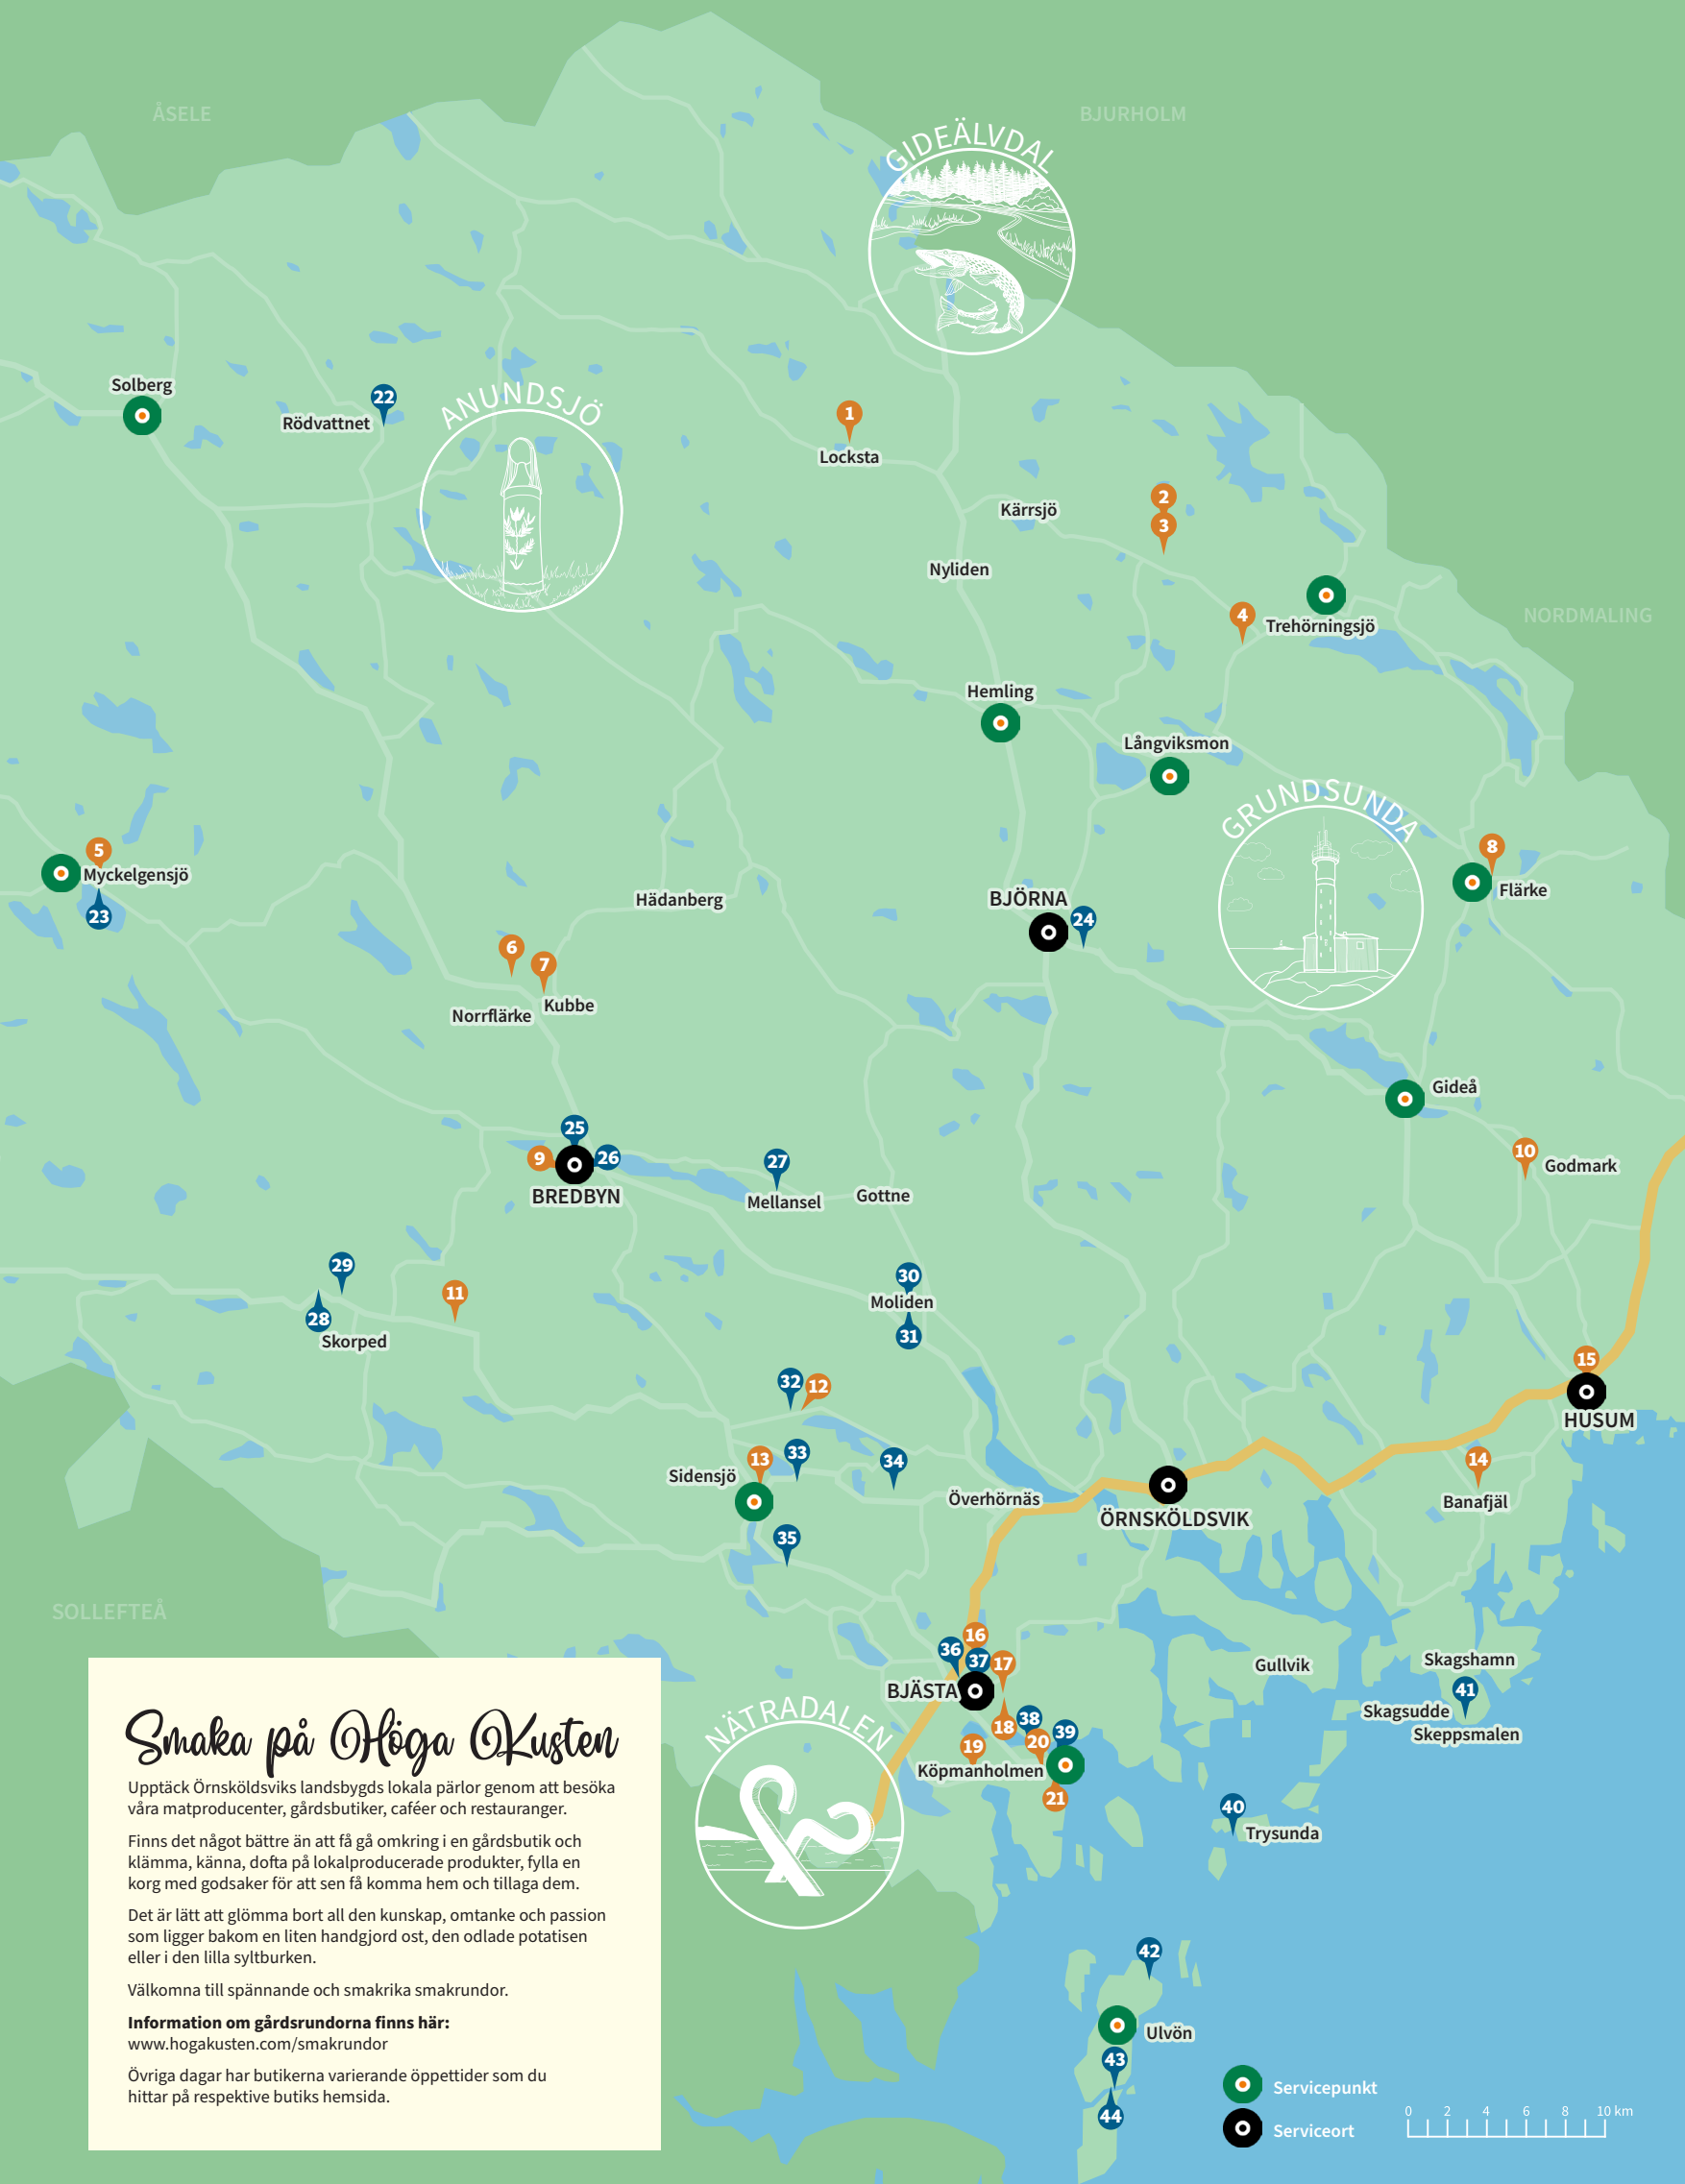 ÅSELE
BJURHOLM
GIDEÄLVDAL
Solberg
22
Rödvattnet
ANUNDSJÖ
1
Locksta
2
Kärrsjö
3
Nyliden
NORDMALING
4
Trehörningsjö
Hemling
Långviksmon
GRUNDSUNDA
5
8
Myckelgensjö
Flärke
23
Hädanberg
BJÖRNA
24
6
7
Kubbe
Norrflärke
Gideå
25
9
26
27
10
Godmark
BREDBYN
Mellansel
Gottne
29
30
11
Moliden
28
31
Skorped
15
32
12
HUSUM
33
13
34
14
Sidensjö
Överhörnäs
Banafjäl
ÖRNSKÖLDSVIK
35
SOLLEFTEÅ
16
36
37
17
Gullvik
Skagshamn
BJÄSTA
41
Skagsudde
Skeppsmalen
NÄTRADALEN
18
38
39
19
20
Köpmanholmen
21
40
Trysunda
Smaka på Höga Kusten
Upptäck Örnsköldsviks landsbygds lokala pärlor genom att besöka
våra matproducenter, gårdsbutiker, caféer och restauranger.
Finns det något bättre än att få gå omkring i en gårdsbutik och
klämma, känna, dofta på lokalproducerade produkter, fylla en
korg med godsaker för att sen få komma hem och tillaga dem.
Det är lätt att glömma bort all den kunskap, omtanke och passion
som ligger bakom en liten handgjord ost, den odlade potatisen
eller i den lilla syltburken.
Välkomna till spännande och smakrika smakrundor.
Information om gårdsrundorna finns här:
www.hogakusten.com/smakrundor
Övriga dagar har butikerna varierande öppettider som du
hittar på respektive butiks hemsida.
42
Ulvön
43
44
Servicepunkt
Serviceort
0 2 4 6 8 10 km